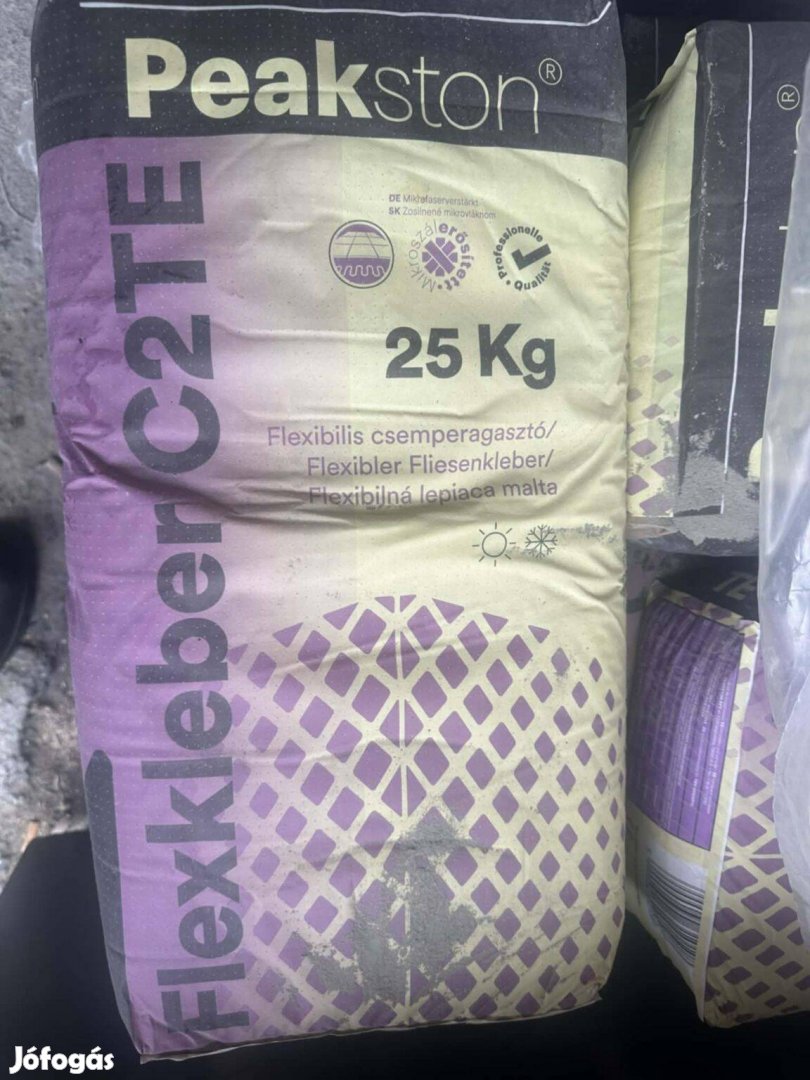 Peakston®
Flexkleber C2TE
DE Mikrofaserverstärkt
SK Zosilnené mikrovláknom
Mikroszálerősített
Professionelle Qualität
25 Kg
Flexibilis csemperagasztó/
Flexibler Fliesenkleber/
Flexibilná lepiaca malta
®
TE
Jófogás